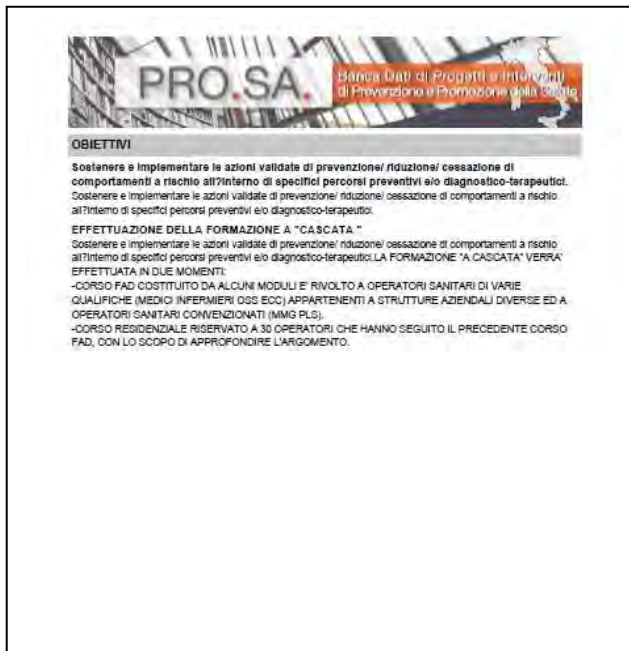 PRO.SA.
Banca Dati di Progetti e Interventi
di Prevenzione e Promozione della Salute
OBIETTIVI
Sostenere e implementare le azioni validate di prevenzione/ riduzione/ cessazione di
comportamenti a rischio all?interno di specifici percorsi preventivi e/o diagnostico-terapeutici.
Sostenere e implementare le azioni validate di prevenzione/ riduzione/ cessazione di comportamenti a rischio
all?interno di specifici percorsi preventivi e/o diagnostico-terapeutici.
EFFETTUAZIONE DELLA FORMAZIONE A "CASCATA "
Sostenere e implementare le azioni validate di prevenzione/ riduzione/ cessazione di comportamenti a rischio
all?interno di specifici percorsi preventivi e/o diagnostico-terapeutici.LA FORMAZIONE "A CASCATA" VERRA'
EFFETTUATA IN DUE MOMENTI:
-CORSO FAD COSTITUITO DA ALCUNI MODULI E' RIVOLTO A OPERATORI SANITARI DI VARIE
QUALIFICHE (MEDICI INFERMIERI OSS ECC) APPARTENENTI A STRUTTURE AZIENDALI DIVERSE ED A
OPERATORI SANITARI CONVENZIONATI (MMG PLS).
-CORSO RESIDENZIALE RISERVATO A 30 OPERATORI CHE HANNO SEGUITO IL PRECEDENTE CORSO
FAD, CON LO SCOPO DI APPROFONDIRE L'ARGOMENTO.